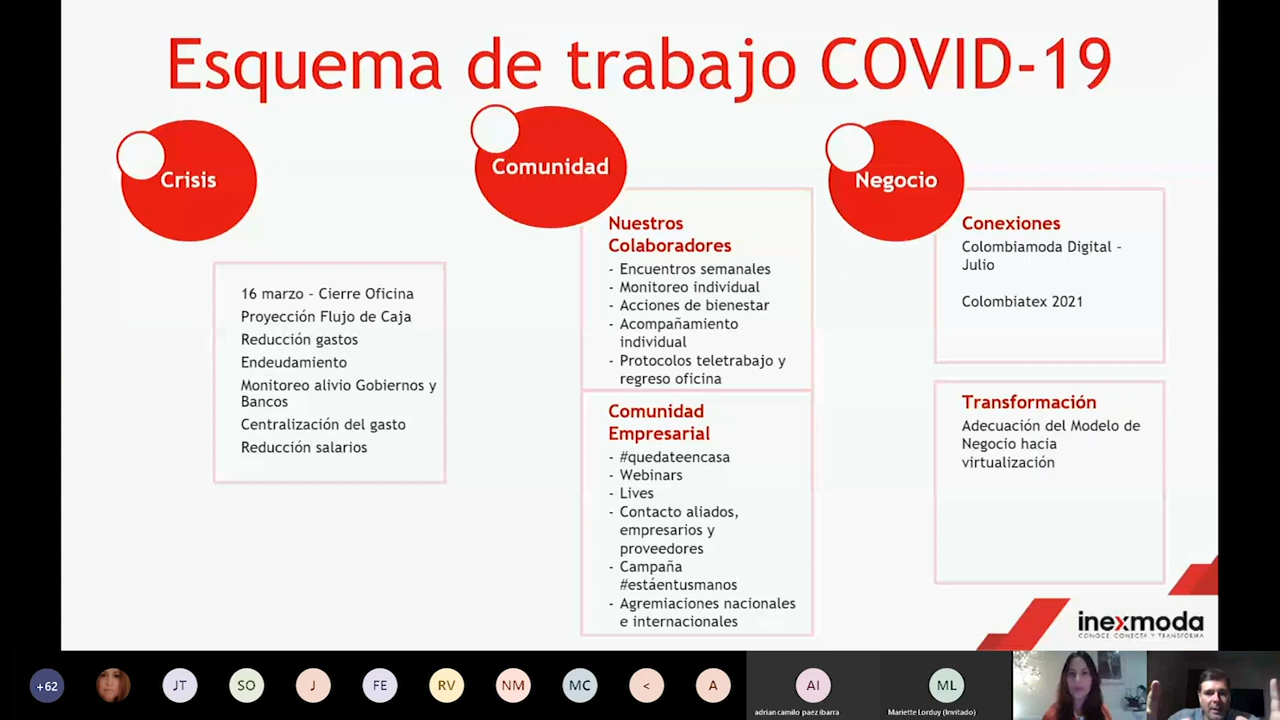 Esquema de trabajo COVID-19
Crisis
16 marzo – Cierre Oficina
Proyección Flujo de Caja
Reducción gastos
Endeudamiento
Monitoreo alivio Gobiernos y
Bancos
Centralización del gasto
Reducción salarios
Comunidad
Nuestros
Colaboradores
- Encuentros semanales
- Monitoreo individual
- Acciones de bienestar
- Acompañamiento
individual
- Protocolos teletrabajo y
regreso oficina
Comunidad
Empresarial
- #quedateencasa
- Webinars
- Lives
- Contacto aliados,
empresarios y
proveedores
- Campaña
#estáentusmanos
- Agremiaciones nacionales
e internacionales
Negocio
Conexiones
Colombiamoda Digital –
Julio
Colombiatex 2021
Transformación
Adecuación del Modelo de
Negocio hacia
virtualización
inexmoda
CONOCE, CONECTA Y TRANSFORMA
+62
JT
SO
J
FE
RV
NM
MC
<
A
AI
adrian camilo paez ibarra
ML
Mariette Lorduy (Invitado)